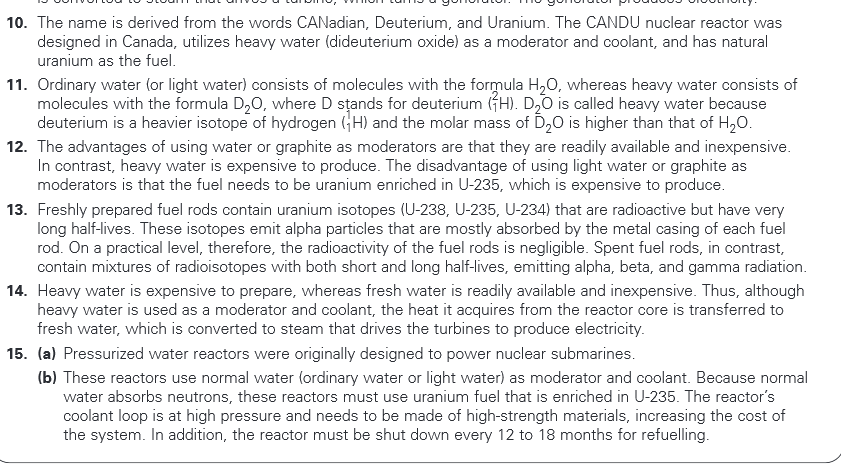 is converted to steam that drives a turbine, which turns a generator. The generator produces electricity.
10. The name is derived from the words CANadian, Deuterium, and Uranium. The CANDU nuclear reactor was
designed in Canada, utilizes heavy water (dideuterium oxide) as a moderator and coolant, and has natural
uranium as the fuel.
11. Ordinary water (or light water) consists of molecules with the formula H₂O, whereas heavy water consists of
molecules with the formula D₂O, where D stands for deuterium (²₁H). D₂O is called heavy water because
deuterium is a heavier isotope of hydrogen (¹₁H) and the molar mass of D₂O is higher than that of H₂O.
12. The advantages of using water or graphite as moderators are that they are readily available and inexpensive.
In contrast, heavy water is expensive to produce. The disadvantage of using light water or graphite as
moderators is that the fuel needs to be uranium enriched in U-235, which is expensive to produce.
13. Freshly prepared fuel rods contain uranium isotopes (U-238, U-235, U-234) that are radioactive but have very
long half-lives. These isotopes emit alpha particles that are mostly absorbed by the metal casing of each fuel
rod. On a practical level, therefore, the radioactivity of the fuel rods is negligible. Spent fuel rods, in contrast,
contain mixtures of radioisotopes with both short and long half-lives, emitting alpha, beta, and gamma radiation.
14. Heavy water is expensive to prepare, whereas fresh water is readily available and inexpensive. Thus, although
heavy water is used as a moderator and coolant, the heat it acquires from the reactor core is transferred to
fresh water, which is converted to steam that drives the turbines to produce electricity.
15. (a) Pressurized water reactors were originally designed to power nuclear submarines.
(b) These reactors use normal water (ordinary water or light water) as moderator and coolant. Because normal
water absorbs neutrons, these reactors must use uranium fuel that is enriched in U-235. The reactor's
coolant loop is at high pressure and needs to be made of high-strength materials, increasing the cost of
the system. In addition, the reactor must be shut down every 12 to 18 months for refuelling.